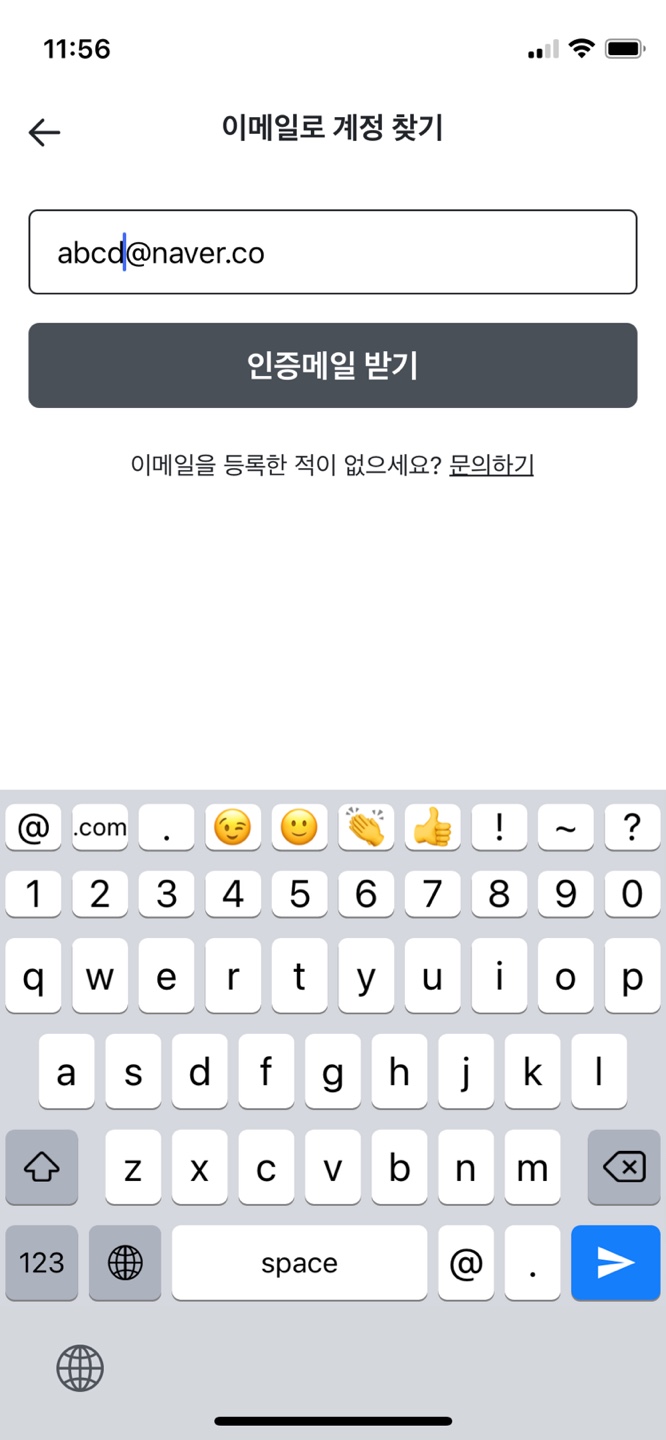 11:56
이메일로 계정 찾기
abcd@naver.co
인증메일 받기
이메일을 등록한 적이 없으세요? 문의하기
@ .com . 😉 🙂 👏 👍 ! ~ ?
1 2 3 4 5 6 7 8 9 0
q w e r t y u i o p
a s d f g h j k l
z x c v b n m
123 space @ .